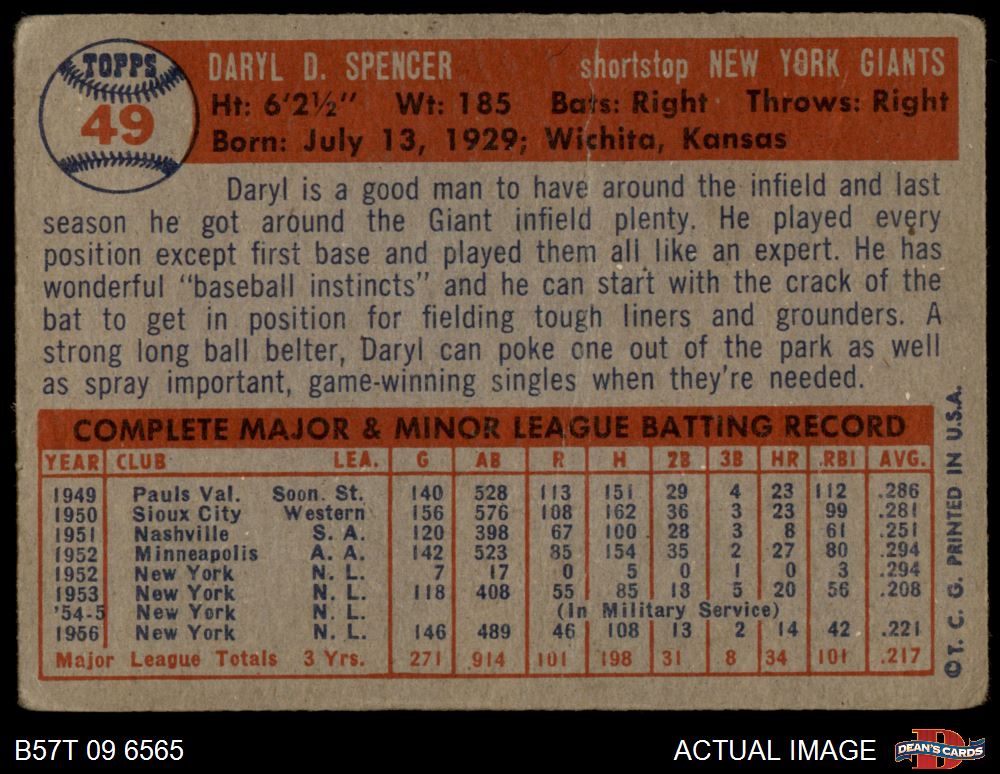 TOPPS
49
DARYL D. SPENCER shortstop NEW YORK GIANTS
Ht: 6'2½" Wt: 185 Bats: Right Throws: Right
Born: July 13, 1929; Wichita, Kansas
Daryl is a good man to have around the infield and last
season he got around the Giant infield plenty. He played every
position except first base and played them all like an expert. He has
wonderful "baseball instincts" and he can start with the crack of the
bat to get in position for fielding tough liners and grounders. A
strong long ball belter, Daryl can poke one out of the park as well
as spray important, game-winning singles when they're needed.
COMPLETE MAJOR & MINOR LEAGUE BATTING RECORD
YEAR CLUB LEA. G AB R H 2B 3B HR RBI AVG.
1949 Pauls Val. Soon. St. 140 528 113 151 29 4 23 112 .286
1950 Sioux City Western 156 576 108 162 36 3 23 99 .281
1951 Nashville S. A. 120 398 67 100 28 3 8 61 .251
1952 Minneapolis A. A. 142 523 85 154 35 2 27 80 .294
1952 New York N. L. 7 17 0 5 0 1 0 3 .294
1953 New York N. L. 118 408 55 85 18 5 20 56 .208
'54-5 New York N. L. (In Military Service)
1956 New York N. L. 146 489 46 108 13 2 14 42 .221
Major League Totals 3 Yrs. 271 914 101 198 31 8 34 101 .217
© T. C. G. PRINTED IN U.S.A.
B57T 09 6565 ACTUAL IMAGE DEAN'S CARDS